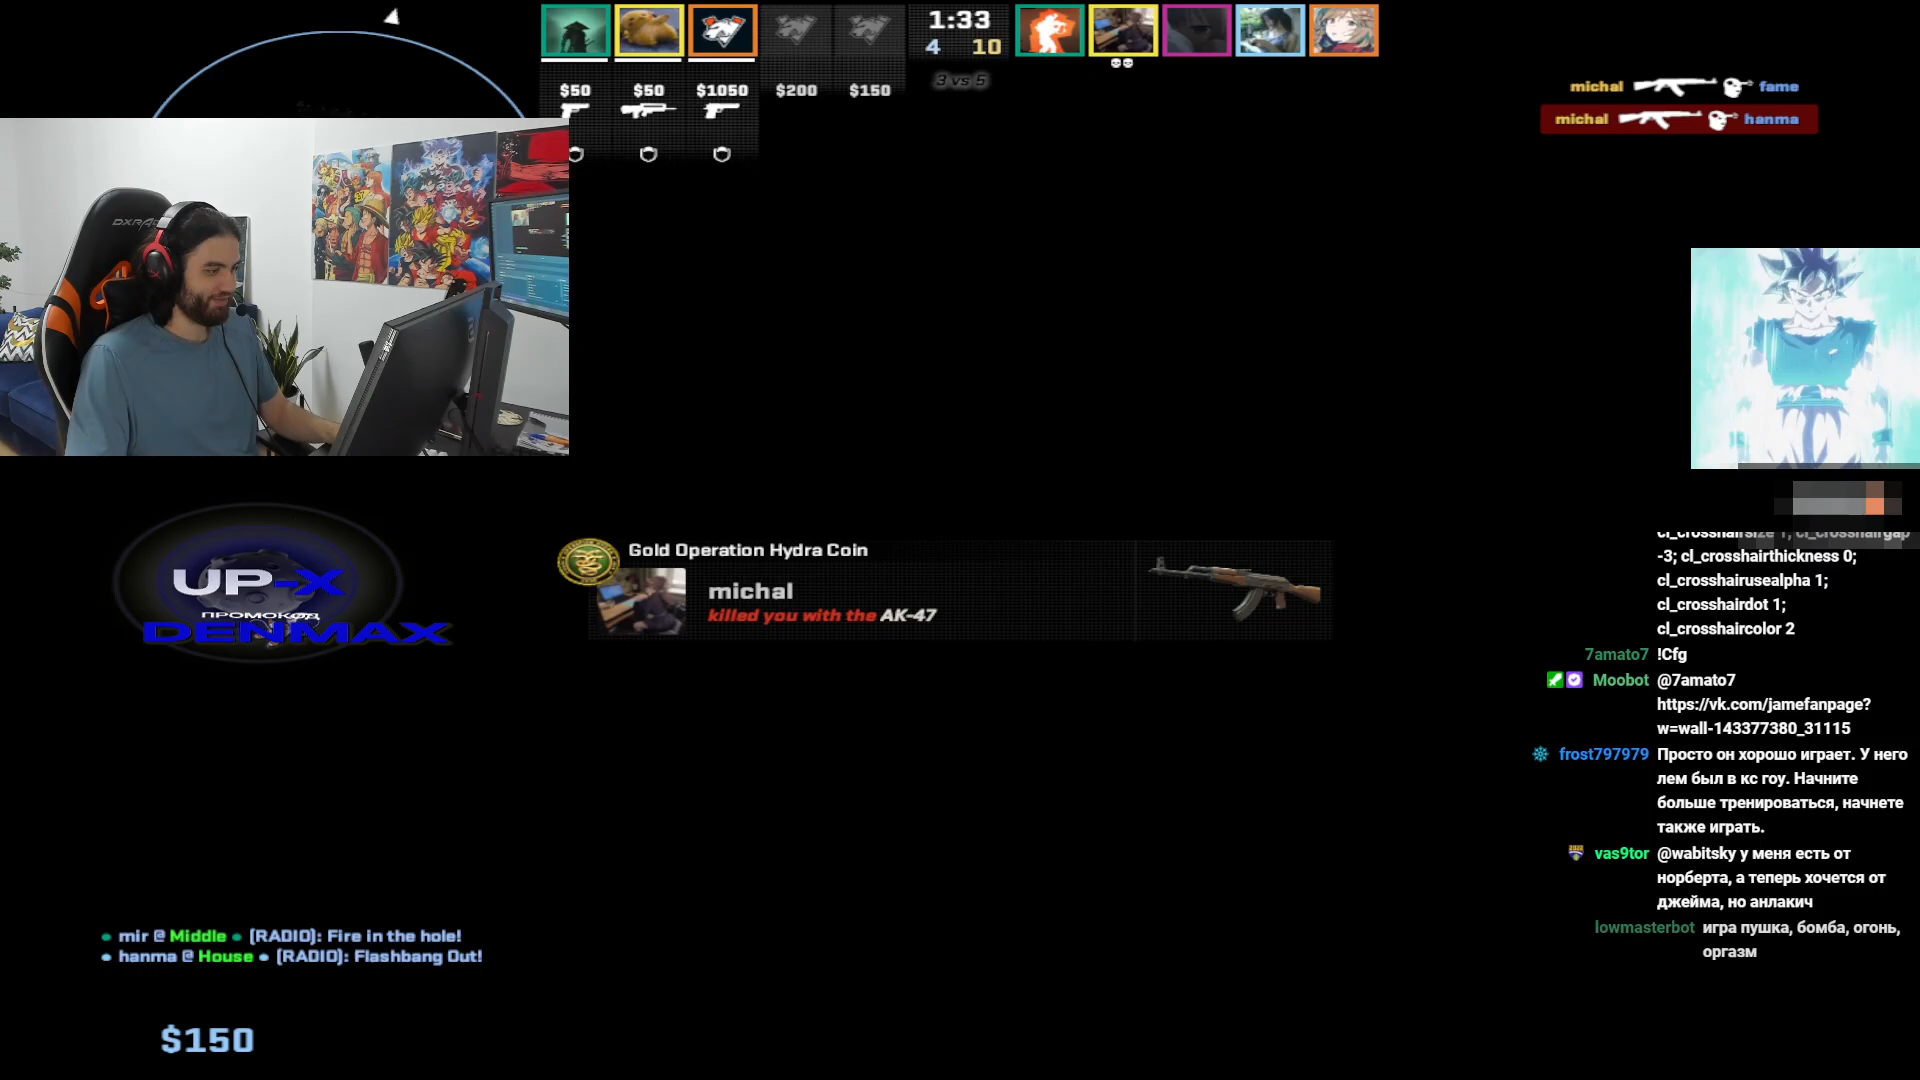 1:33
4 10
3 vs 5
$50 $50 $1050 $200 $150
michal fame
michal hanma
UP-X
ПРОМОКОД
DENMAX
Gold Operation Hydra Coin
michal
killed you with the AK-47
-3; cl_crosshairthickness 0;
cl_crosshairusealpha 1;
cl_crosshairdot 1;
cl_crosshaircolor 2
7amato7 !Cfg
Moobot @7amato7
https://vk.com/jamefanpage?
w=wall-143377380_31115
frost797979 Просто он хорошо играет. У него
лем был в кс гоу. Начните
больше тренироваться, начнете
также играть.
vas9tor @wabitsky у меня есть от
норберта, а теперь хочется от
джейма, но анлакич
lowmasterbot игра пушка, бомба, огонь,
оргазм
mir @ Middle • (RADIO): Fire in the hole!
hanma @ House • (RADIO): Flashbang Out!
$150